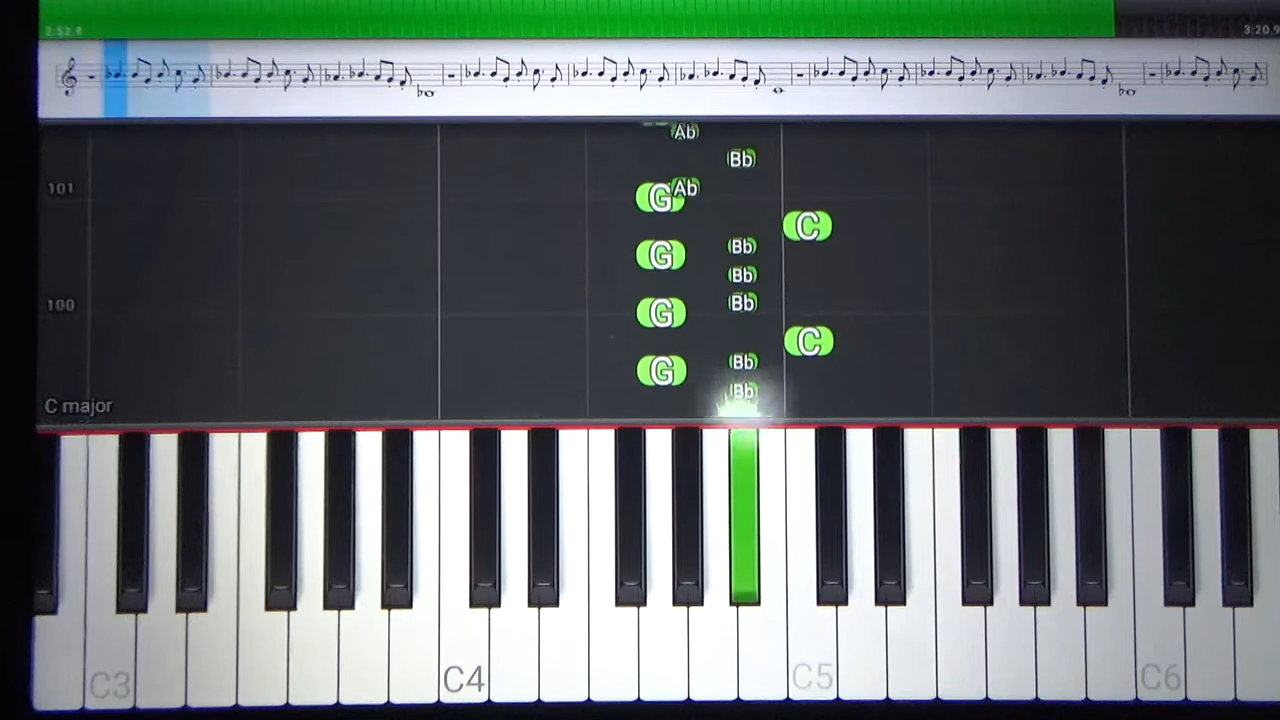 2:52.8 3:20.9
Ab
Bb
101 G Ab
C
G Bb
Bb
100 Bb
G
C
G Bb
Bb
C major
C3 C4 C5 C6